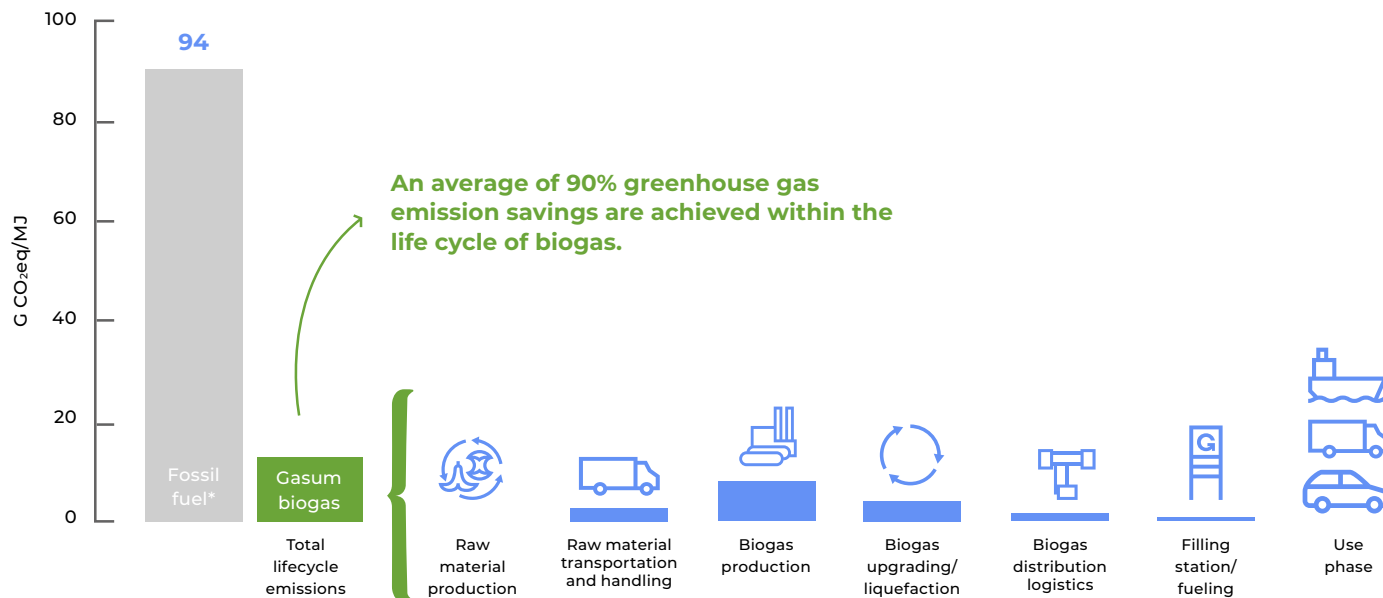 100
80
60
40
20
0
G CO₂eq/MJ
94
Fossil
fuel*
Gasum
biogas
An average of 90% greenhouse gas
emission savings are achieved within the
life cycle of biogas.
G
Total
lifecycle
emissions
Raw
material
production
Raw material
transportation
and handling
Biogas
production
Biogas
upgrading/
liquefaction
Biogas
distribution
logistics
Filling
station/
fueling
Use
phase